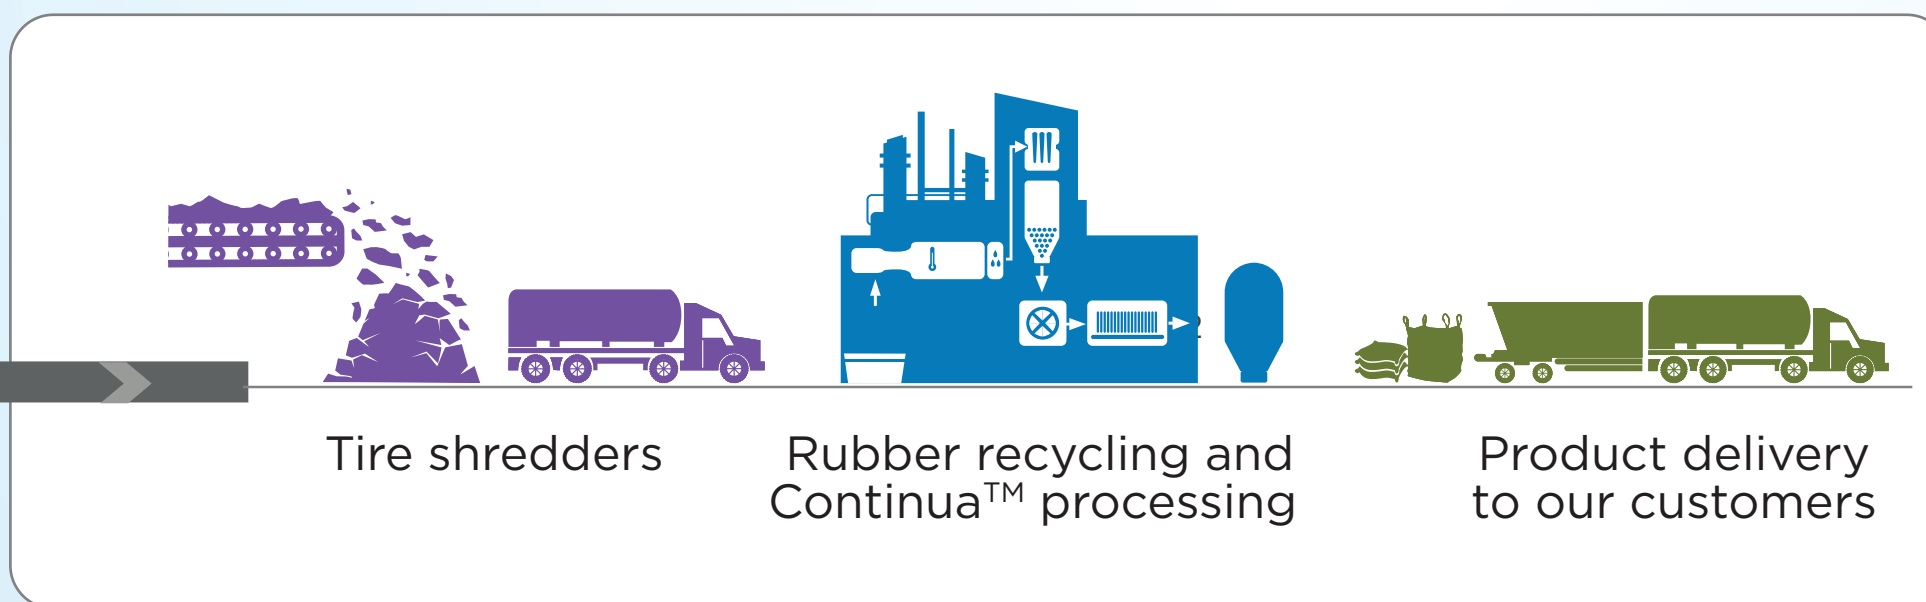 Tire shredders
Rubber recycling and
Continua™ processing
Product delivery
to our customers